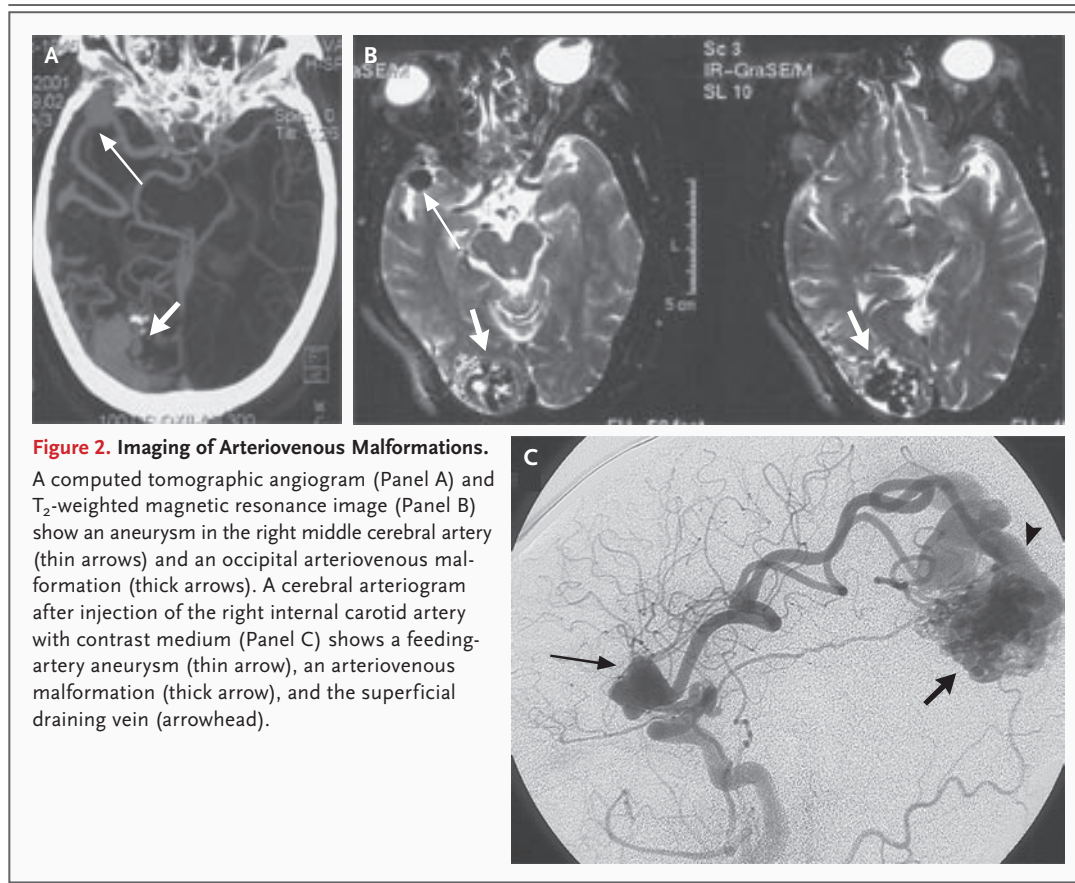 A
2001
B
Sc 3
IR-GraSE/M
SL 10
5 cm
Figure 2. Imaging of Arteriovenous Malformations.
A computed tomographic angiogram (Panel A) and
T₂-weighted magnetic resonance image (Panel B)
show an aneurysm in the right middle cerebral artery
(thin arrows) and an occipital arteriovenous mal-
formation (thick arrows). A cerebral arteriogram
after injection of the right internal carotid artery
with contrast medium (Panel C) shows a feeding-
artery aneurysm (thin arrow), an arteriovenous
malformation (thick arrow), and the superficial
draining vein (arrowhead).
C